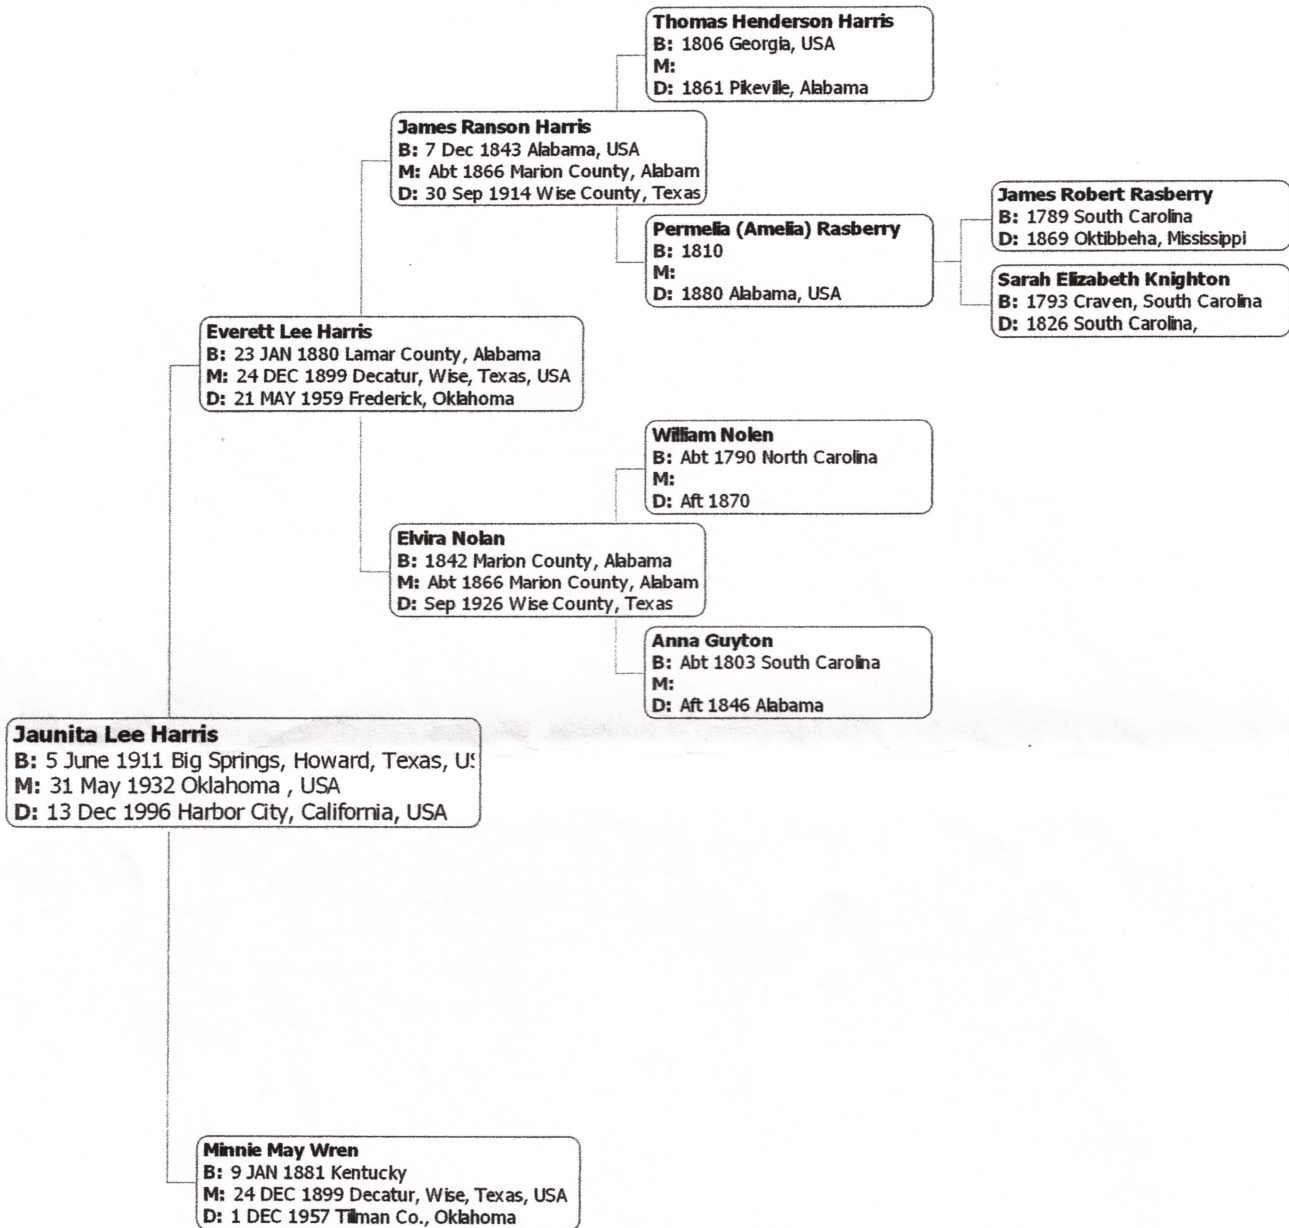 Thomas Henderson Harris
B: 1806 Georgia, USA
M:
D: 1861 Pikeville, Alabama
James Ranson Harris
B: 7 Dec 1843 Alabama, USA
M: Abt 1866 Marion County, Alabam
D: 30 Sep 1914 Wise County, Texas
James Robert Rasberry
B: 1789 South Carolina
D: 1869 Oktibbeha, Mississippi
Permelia (Amelia) Rasberry
B: 1810
M:
D: 1880 Alabama, USA
Sarah Elizabeth Knighton
B: 1793 Craven, South Carolina
D: 1826 South Carolina,
Everett Lee Harris
B: 23 JAN 1880 Lamar County, Alabama
M: 24 DEC 1899 Decatur, Wise, Texas, USA
D: 21 MAY 1959 Frederick, Oklahoma
William Nolen
B: Abt 1790 North Carolina
M:
D: Aft 1870
Elvira Nolan
B: 1842 Marion County, Alabama
M: Abt 1866 Marion County, Alabam
D: Sep 1926 Wise County, Texas
Anna Guyton
B: Abt 1803 South Carolina
M:
D: Aft 1846 Alabama
Jaunita Lee Harris
B: 5 June 1911 Big Springs, Howard, Texas, US
M: 31 May 1932 Oklahoma , USA
D: 13 Dec 1996 Harbor City, California, USA
Minnie May Wren
B: 9 JAN 1881 Kentucky
M: 24 DEC 1899 Decatur, Wise, Texas, USA
D: 1 DEC 1957 Tilman Co., Oklahoma